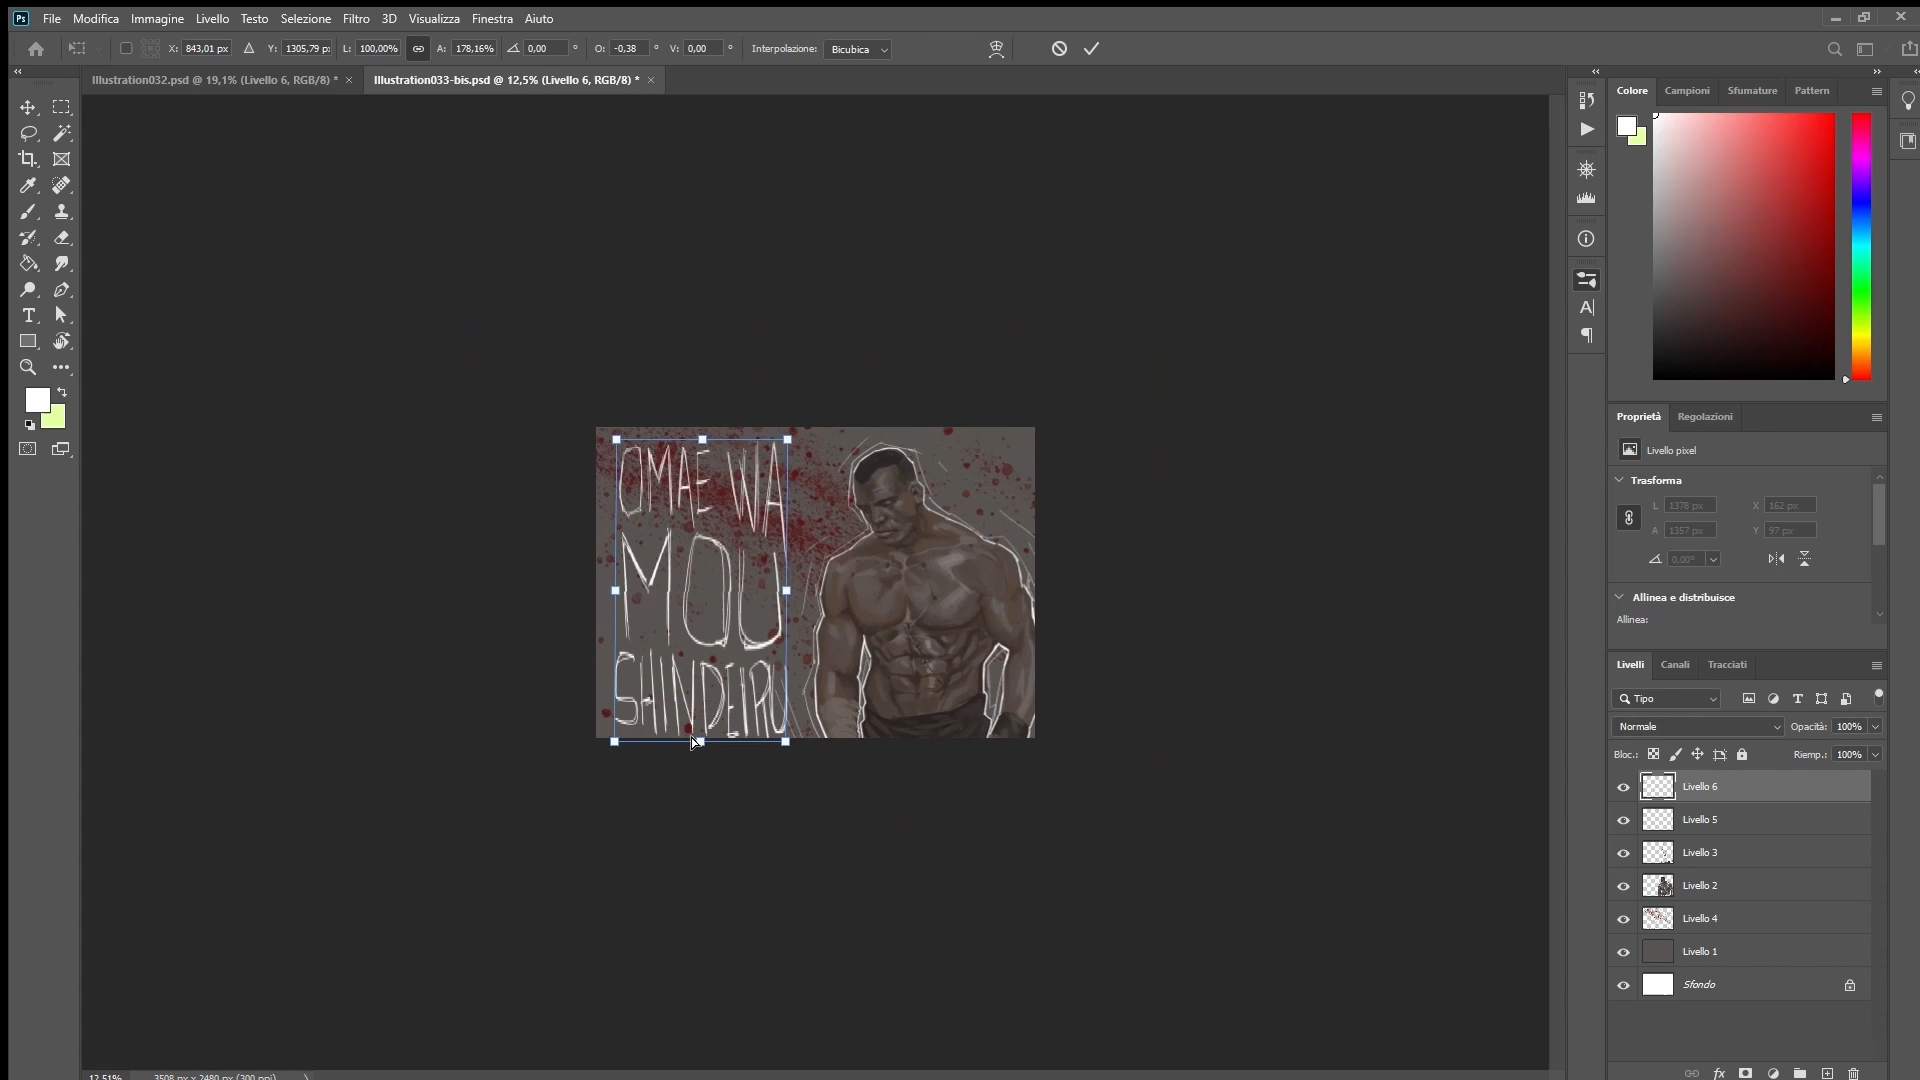 Ps File Modifica Immagine Livello Testo Selezione Filtro 3D Visualizza Finestra Aiuto
X: 843,01 px Y: 1305,79 p: L: 100,00% A: 178,16% 0,00 ° O: -0,38 ° V: 0,00 ° Interpolazione: Bicubica
Illustration032.psd @ 19,1% (Livello 6, RGB/8) * × Illustration033-bis.psd @ 12,5% (Livello 6, RGB/8) * ×
OMAE WA
MOU
SHINDEIRU
Colore Campioni Sfumature Pattern
Proprietà Regolazioni
Livello pixel
Trasforma
L 1378 px X 162 px
A 1357 px Y 97 px
0,00°
Allinea e distribuisce
Allinea:
Livelli Canali Tracciati
Tipo
Normale Opacità: 100%
Bloc.: Riemp.: 100%
Livello 6
Livello 5
Livello 3
Livello 2
Livello 4
Livello 1
Sfondo
fx
12,51% 3508 px x 2480 px (300 ppi)